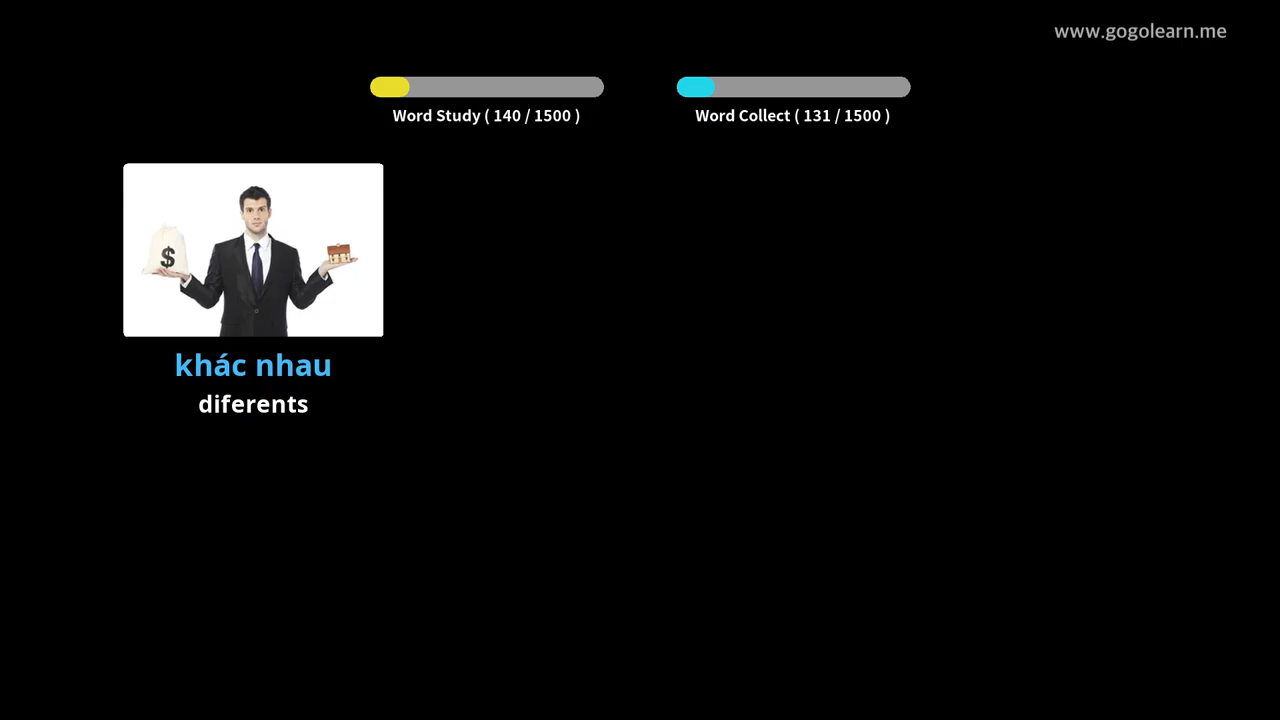 www.gogolearn.me
Word Study ( 140 / 1500 )
Word Collect ( 131 / 1500 )
$
khác nhau
diferents